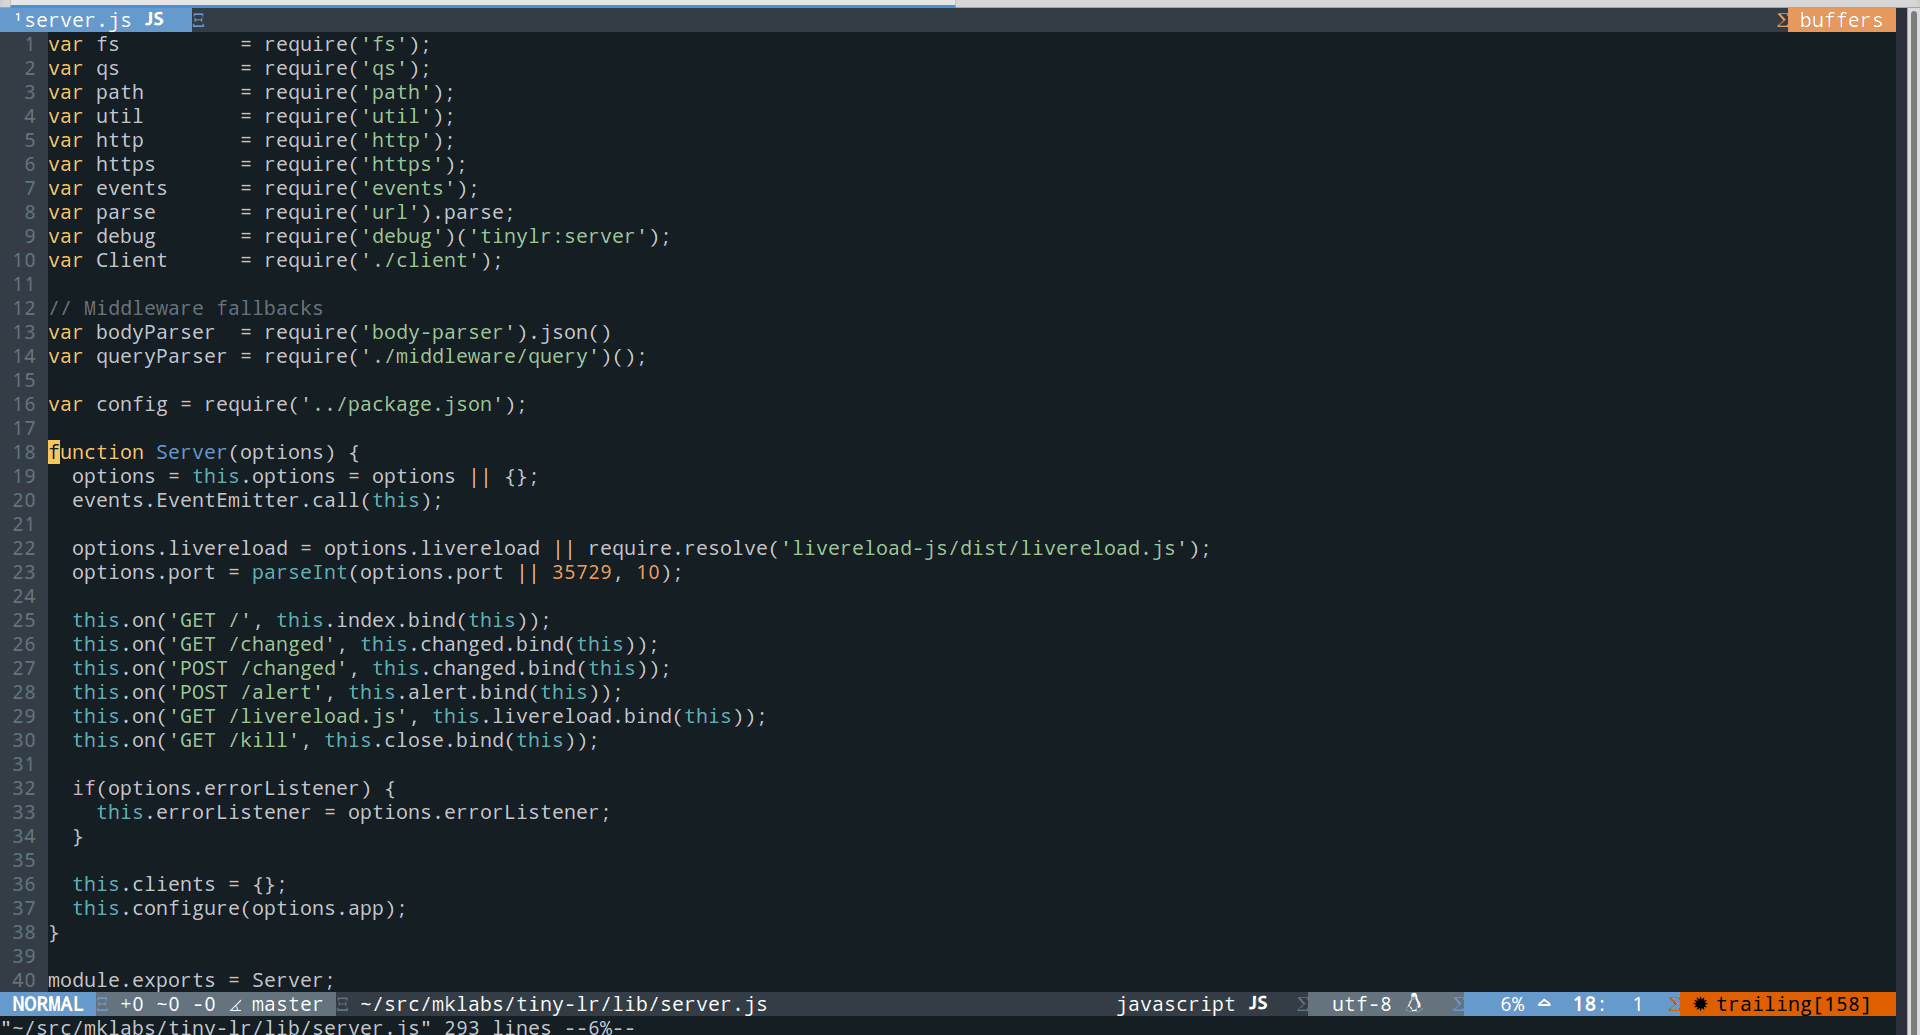 ¹server.js JS Ξ Σ buffers
1 var fs          = require('fs');
2 var qs          = require('qs');
3 var path        = require('path');
4 var util        = require('util');
5 var http        = require('http');
6 var https       = require('https');
7 var events      = require('events');
8 var parse       = require('url').parse;
9 var debug       = require('debug')('tinylr:server');
10 var Client      = require('./client');
11
12 // Middleware fallbacks
13 var bodyParser  = require('body-parser').json()
14 var queryParser = require('./middleware/query')();
15
16 var config = require('../package.json');
17
18 function Server(options) {
19   options = this.options = options || {};
20   events.EventEmitter.call(this);
21
22   options.livereload = options.livereload || require.resolve('livereload-js/dist/livereload.js');
23   options.port = parseInt(options.port || 35729, 10);
24
25   this.on('GET /', this.index.bind(this));
26   this.on('GET /changed', this.changed.bind(this));
27   this.on('POST /changed', this.changed.bind(this));
28   this.on('POST /alert', this.alert.bind(this));
29   this.on('GET /livereload.js', this.livereload.bind(this));
30   this.on('GET /kill', this.close.bind(this));
31
32   if(options.errorListener) {
33     this.errorListener = options.errorListener;
34   }
35
36   this.clients = {};
37   this.configure(options.app);
38 }
39
40 module.exports = Server;
NORMAL Ξ +0 ~0 -0 master Ξ ~/src/mklabs/tiny-lr/lib/server.js javascript JS Σ utf-8 Σ 6% 18: 1 Σ ✹ trailing[158]
"~/src/mklabs/tiny-lr/lib/server.js" 293 lines --6%--